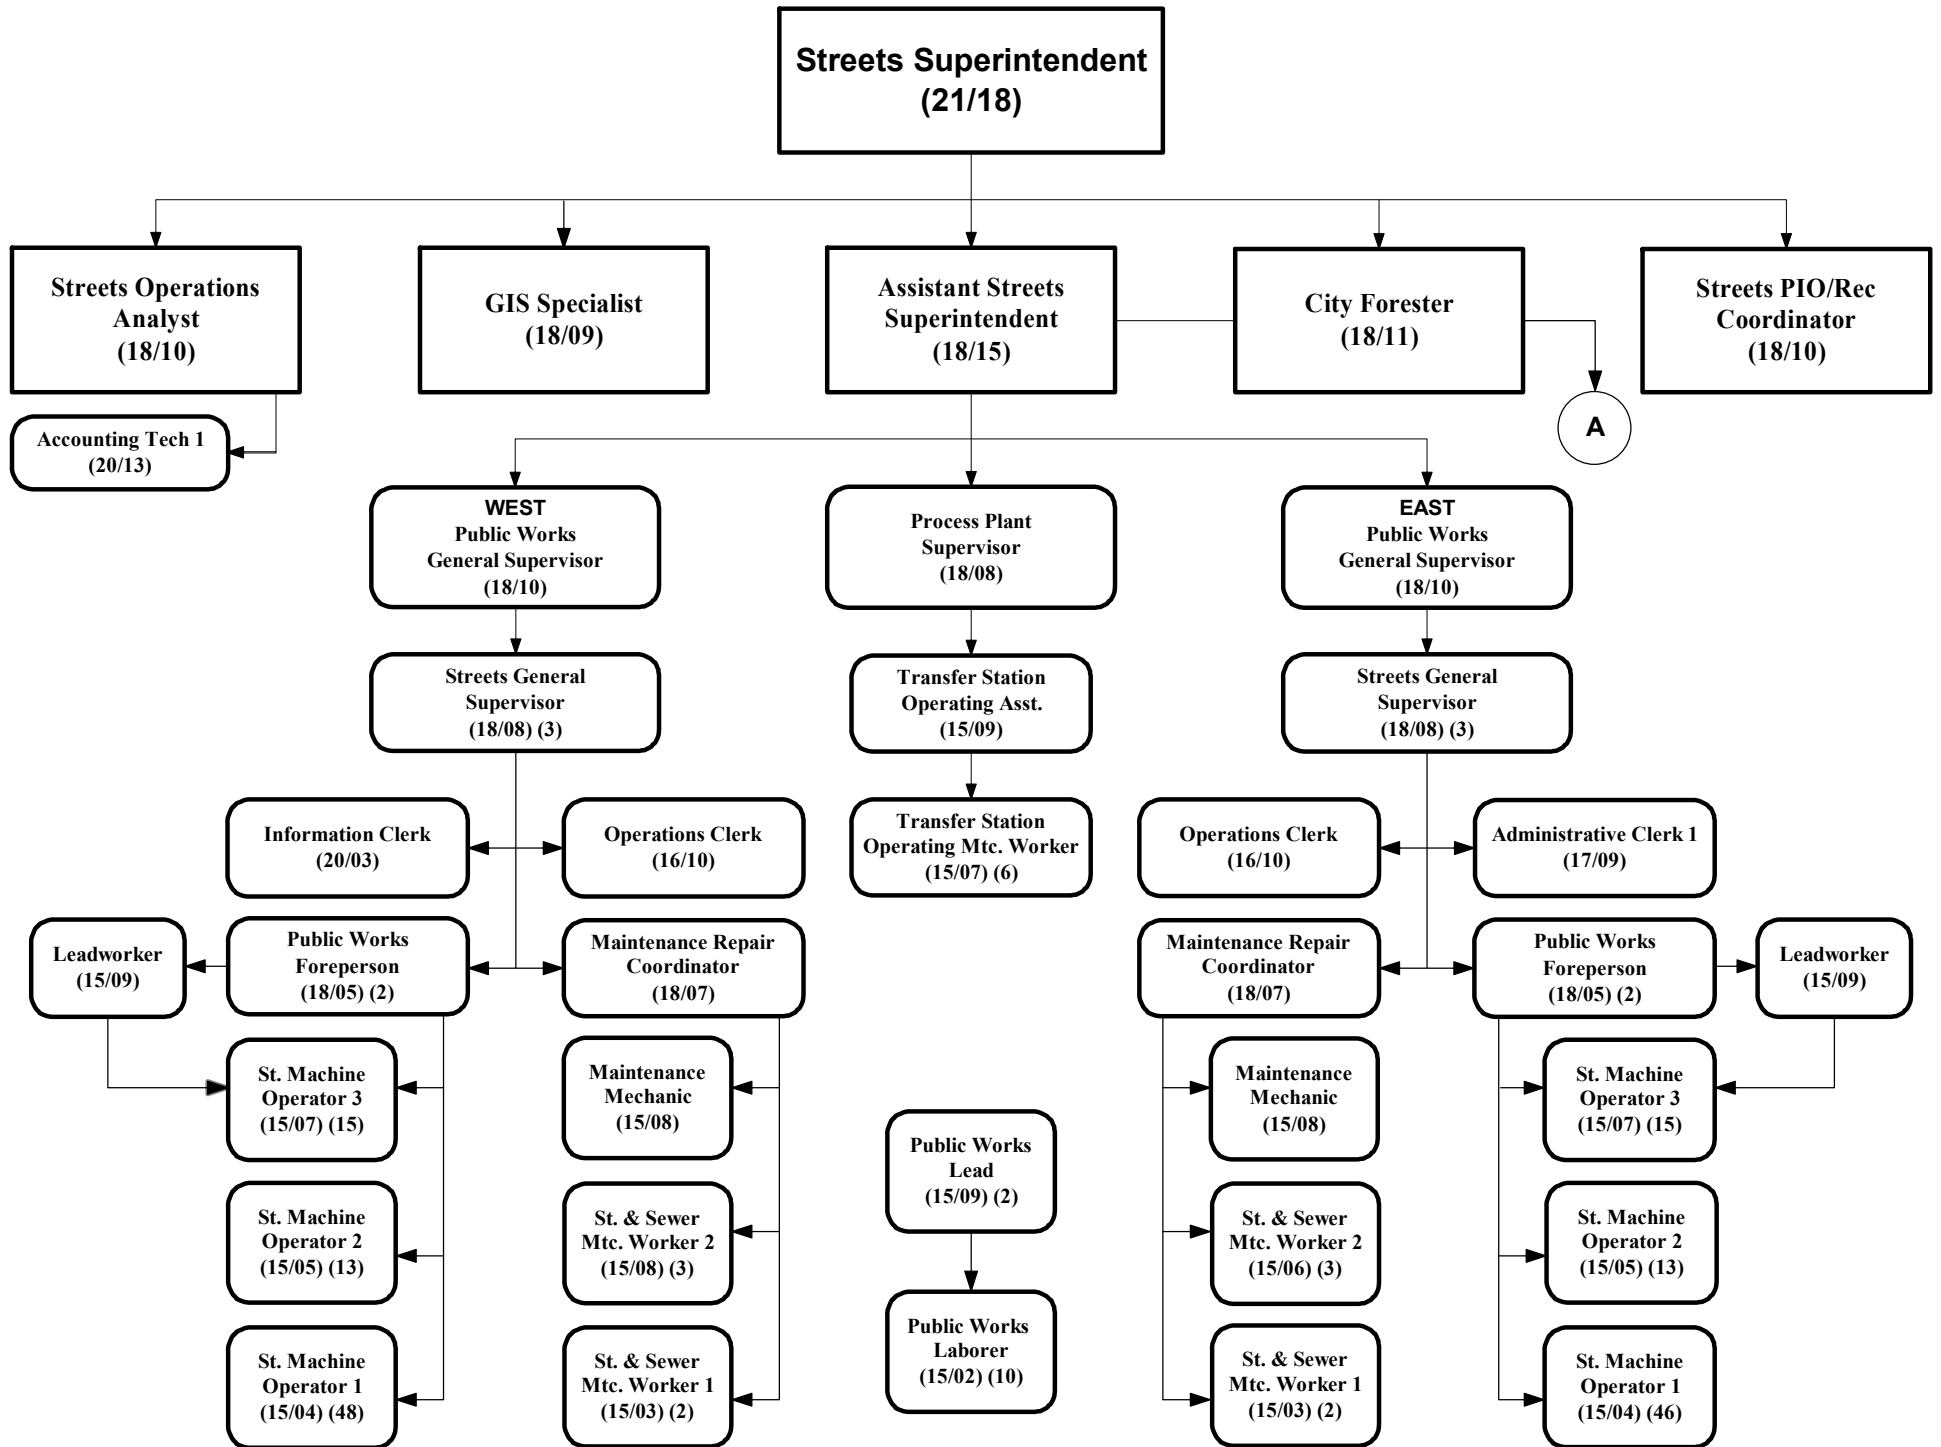 Streets Superintendent
(21/18)
Streets Operations
Analyst
(18/10)
GIS Specialist
(18/09)
Assistant Streets
Superintendent
(18/15)
City Forester
(18/11)
Streets PIO/Rec
Coordinator
(18/10)
Accounting Tech 1
(20/13)
A
WEST
Public Works
General Supervisor
(18/10)
Process Plant
Supervisor
(18/08)
EAST
Public Works
General Supervisor
(18/10)
Streets General
Supervisor
(18/08) (3)
Transfer Station
Operating Asst.
(15/09)
Streets General
Supervisor
(18/08) (3)
Information Clerk
(20/03)
Operations Clerk
(16/10)
Transfer Station
Operating Mtc. Worker
(15/07) (6)
Operations Clerk
(16/10)
Administrative Clerk 1
(17/09)
Leadworker
(15/09)
Public Works
Foreperson
(18/05) (2)
Maintenance Repair
Coordinator
(18/07)
Maintenance Repair
Coordinator
(18/07)
Public Works
Foreperson
(18/05) (2)
Leadworker
(15/09)
St. Machine
Operator 3
(15/07) (15)
Maintenance
Mechanic
(15/08)
Maintenance
Mechanic
(15/08)
St. Machine
Operator 3
(15/07) (15)
Public Works
Lead
(15/09) (2)
St. Machine
Operator 2
(15/05) (13)
St. & Sewer
Mtc. Worker 2
(15/08) (3)
St. & Sewer
Mtc. Worker 2
(15/06) (3)
St. Machine
Operator 2
(15/05) (13)
Public Works
Laborer
(15/02) (10)
St. Machine
Operator 1
(15/04) (48)
St. & Sewer
Mtc. Worker 1
(15/03) (2)
St. & Sewer
Mtc. Worker 1
(15/03) (2)
St. Machine
Operator 1
(15/04) (46)